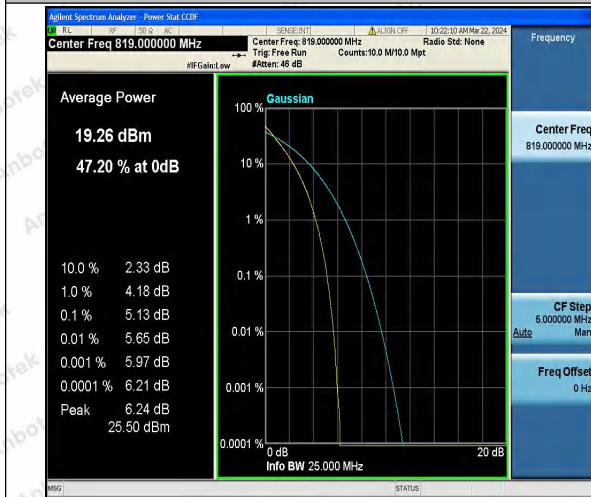 Agilent Spectrum Analyzer - Power Stat CCDF
RL RF 50 Ω AC SENSE:INT ALIGN OFF 10:22:10 AM Mar 22, 2024
Center Freq 819.000000 MHz
Center Freq: 819.000000 MHz Radio Std: None
Trig: Free Run Counts:10.0 M/10.0 Mpt
#IFGain:Low #Atten: 46 dB
Frequency
Average Power
19.26 dBm
47.20 % at 0dB
10.0 % 2.33 dB
1.0 % 4.18 dB
0.1 % 5.13 dB
0.01 % 5.65 dB
0.001 % 5.97 dB
0.0001 % 6.21 dB
Peak 6.24 dB
25.50 dBm
100 % Gaussian
10 %
1 %
0.1 %
0.01 %
0.001 %
0.0001 %
0 dB 20 dB
Info BW 25.000 MHz
Center Freq
819.000000 MHz
CF Step
5.000000 MHz
Auto Man
Freq Offset
0 Hz
MSG STATUS